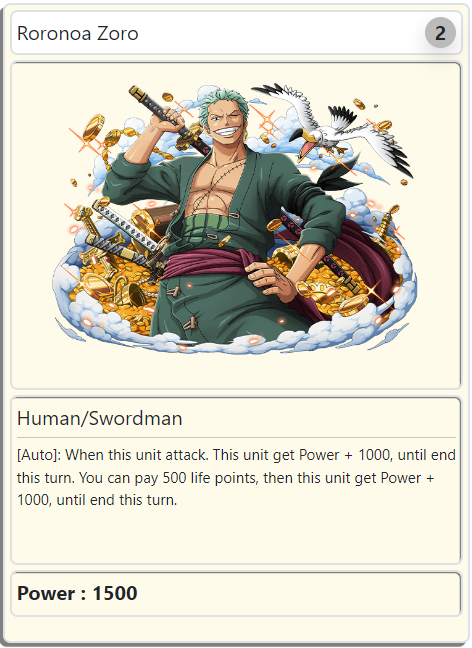 Roronoa Zoro
2
Human/Swordman
[Auto]: When this unit attack. This unit get Power + 1000, until end
this turn. You can pay 500 life points, then this unit get Power +
1000, until end this turn.
Power : 1500